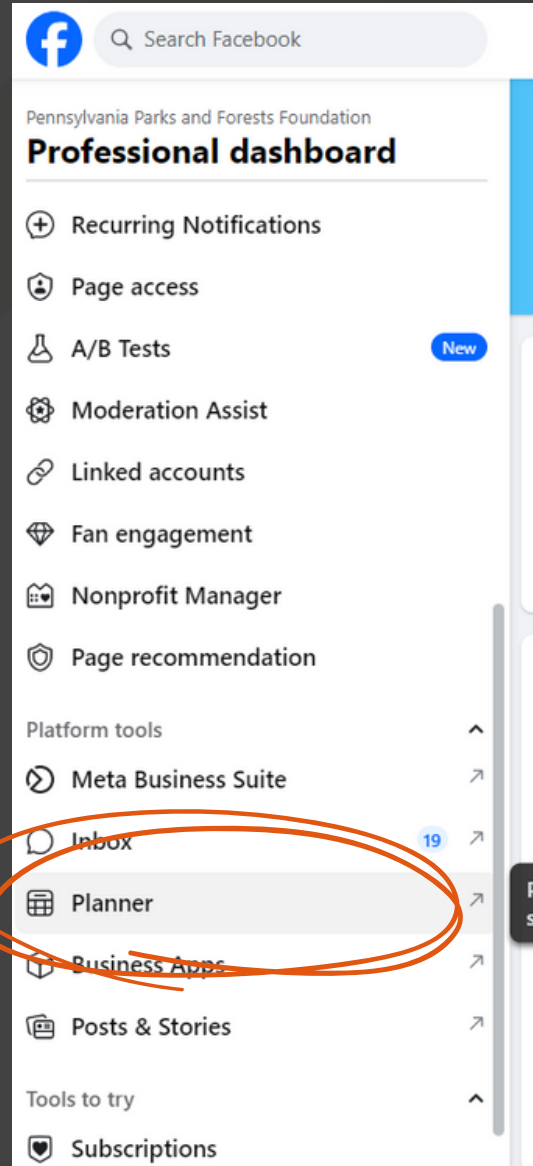 Search Facebook
Pennsylvania Parks and Forests Foundation
Professional dashboard
Recurring Notifications
Page access
A/B Tests New
Moderation Assist
Linked accounts
Fan engagement
Nonprofit Manager
Page recommendation
Platform tools
Meta Business Suite
Inbox 19
Planner
Business Apps
Posts & Stories
Tools to try
Subscriptions